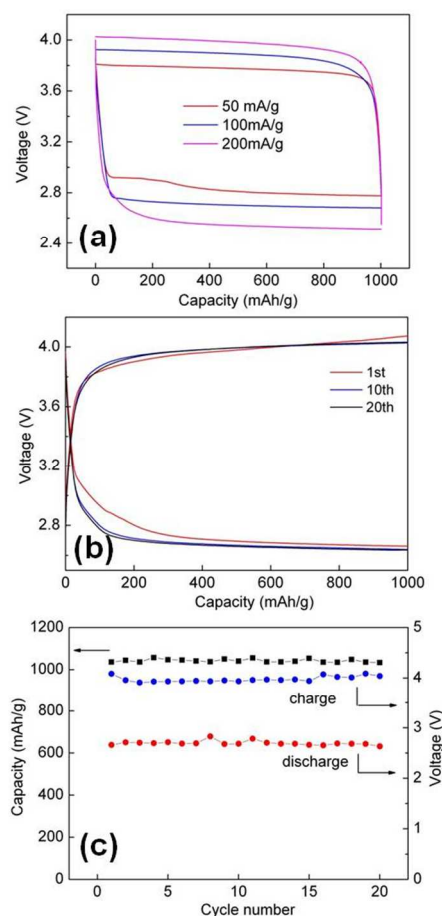 4.0
3.6
3.2
2.8
2.4
Voltage (V)
50 mA/g
100mA/g
200mA/g
(a)
0 200 400 600 800 1000
Capacity (mAh/g)
4.0
3.6
3.2
2.8
Voltage (V)
1st
10th
20th
(b)
0 200 400 600 800 1000
Capacity (mAh/g)
1200
1000
800
600
400
200
0
Capacity (mAh/g)
charge
discharge
5
4
3
2
1
0
Voltage (V)
(c)
0 5 10 15 20
Cycle number